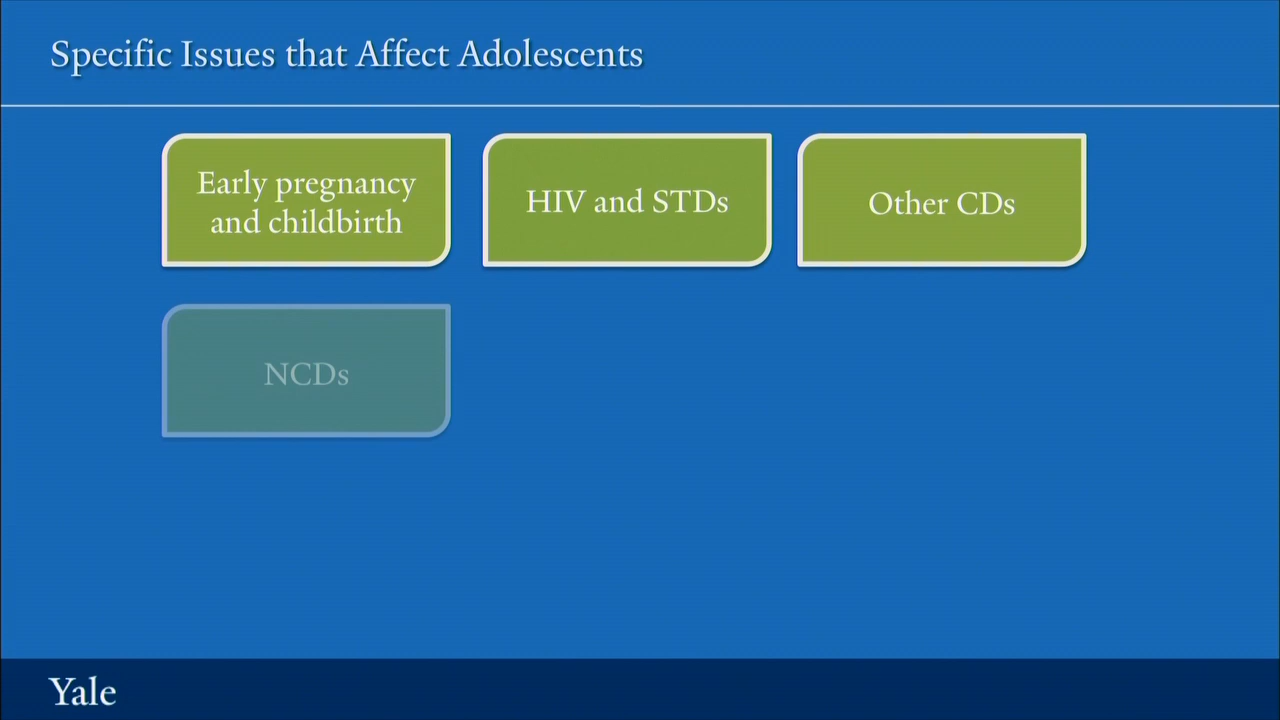 Specific Issues that Affect Adolescents
Early pregnancy
and childbirth
HIV and STDs
Other CDs
NCDs
Yale